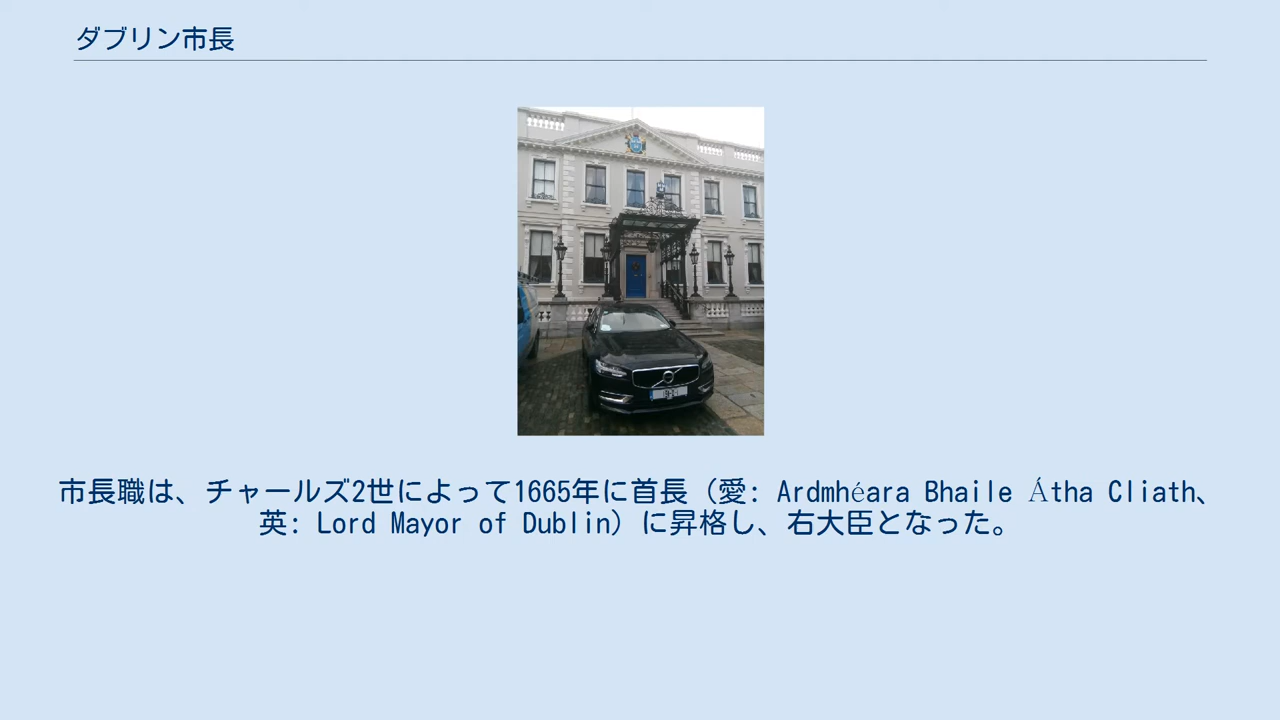 ダブリン市長
市長職は、チャールズ2世によって1665年に首長（愛: Ardmhéara Bhaile Átha Cliath、
英: Lord Mayor of Dublin）に昇格し、右大臣となった。